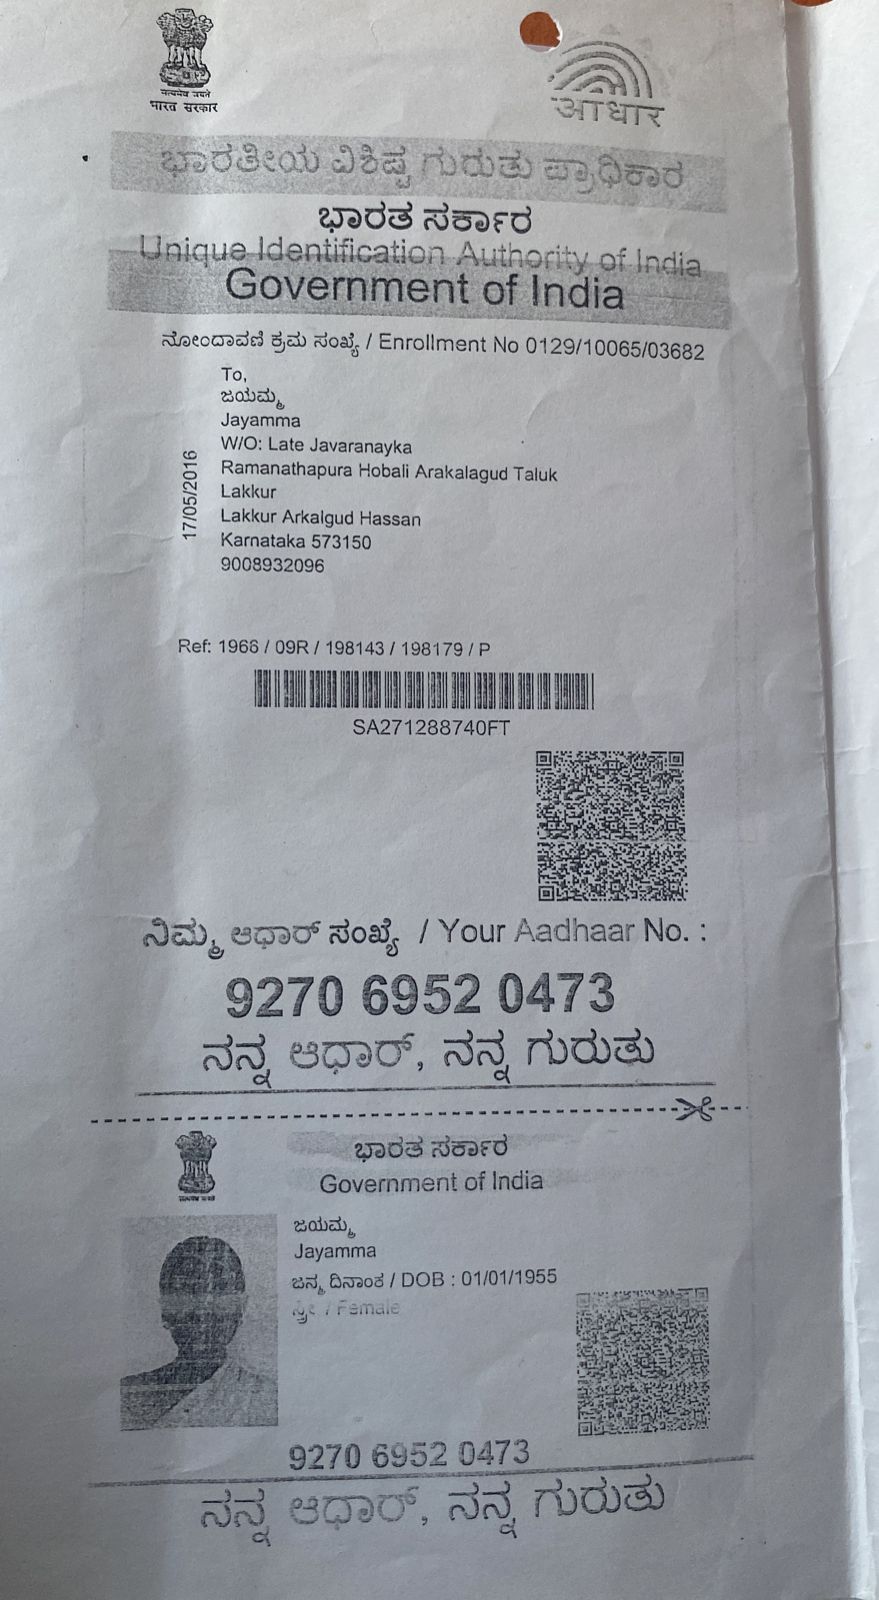 सत्यमेव जयते
भारत सरकार
आधार
ಭಾರತೀಯ ವಿಶಿಷ್ಟ ಗುರುತು ಪ್ರಾಧಿಕಾರ
ಭಾರತ ಸರ್ಕಾರ
Unique Identification Authority of India
Government of India
ನೋಂದಾವಣಿ ಕ್ರಮ ಸಂಖ್ಯೆ / Enrollment No 0129/10065/03682
To,
ಜಯಮ್ಮ
Jayamma
W/O: Late Javaranayka
Ramanathapura Hobali Arakalagud Taluk
Lakkur
Lakkur Arkalgud Hassan
Karnataka 573150
9008932096
17/05/2016
Ref: 1966 / 09R / 198143 / 198179 / P
SA271288740FT
ನಿಮ್ಮ ಆಧಾರ್ ಸಂಖ್ಯೆ / Your Aadhaar No. :
9270 6952 0473
ನನ್ನ ಆಧಾರ್, ನನ್ನ ಗುರುತು
ಭಾರತ ಸರ್ಕಾರ
Government of India
ಜಯಮ್ಮ
Jayamma
ಜನ್ಮ ದಿನಾಂಕ / DOB : 01/01/1955
ಸ್ತ್ರೀ / Female
9270 6952 0473
ನನ್ನ ಆಧಾರ್, ನನ್ನ ಗುರುತು